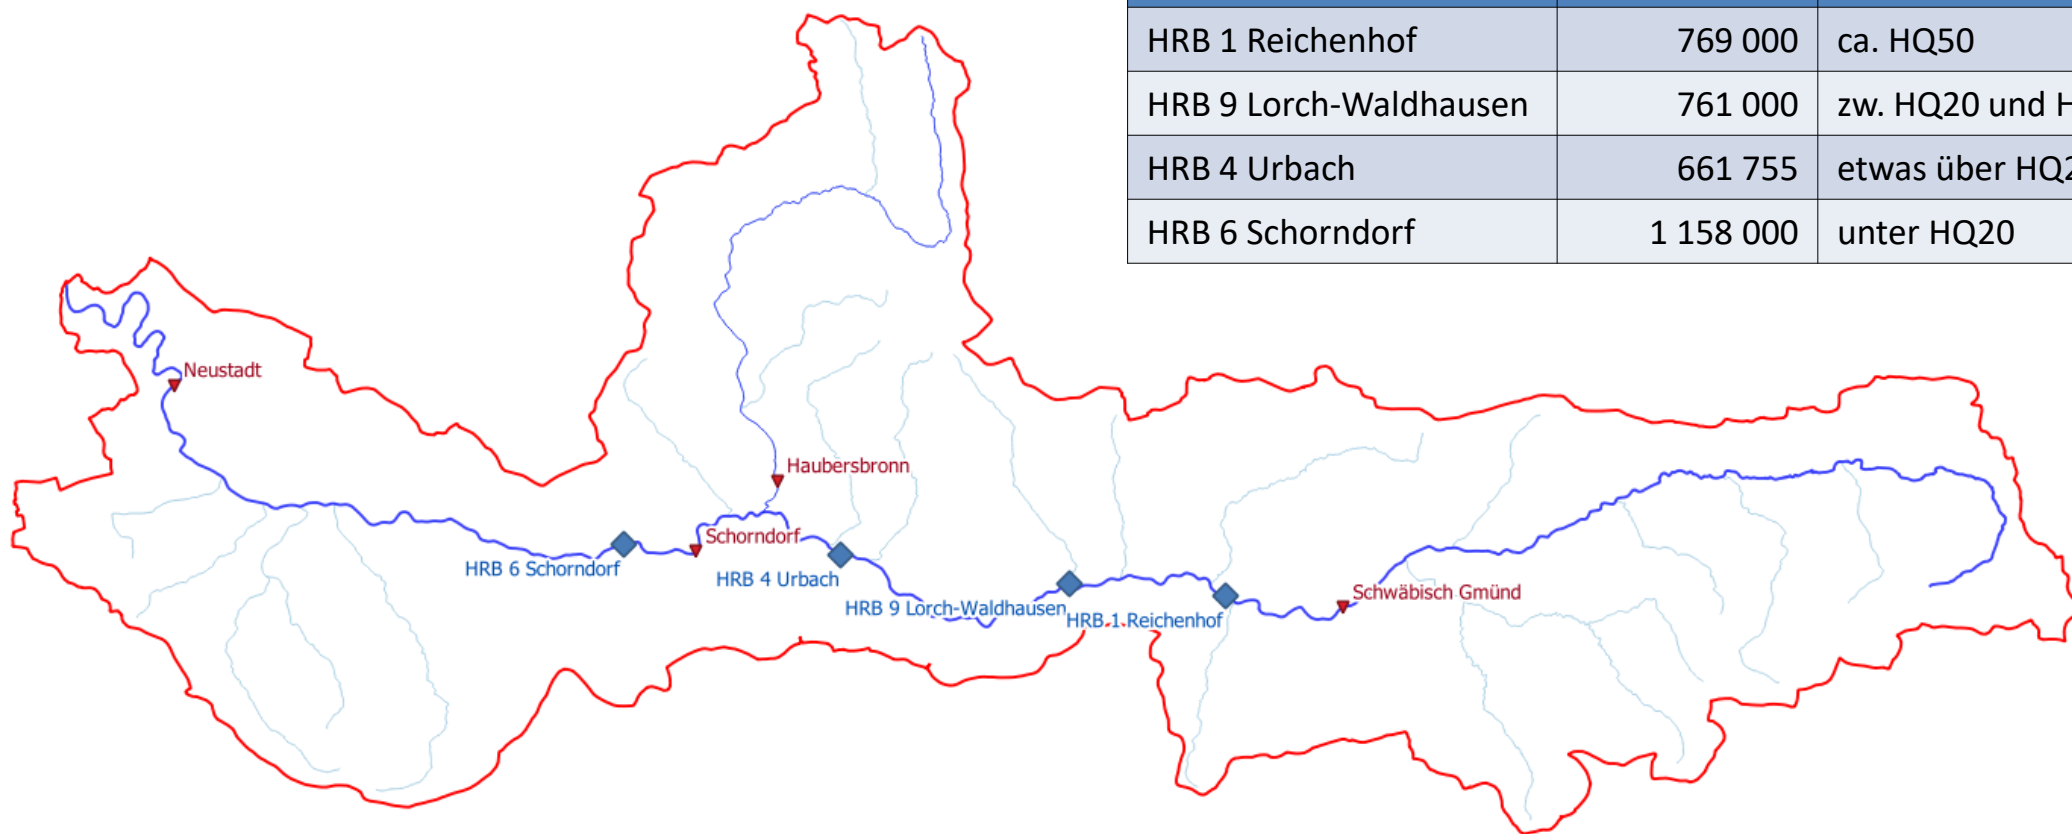 HRB 1 Reichenhof 769 000 ca. HQ50
HRB 9 Lorch-Waldhausen 761 000 zw. HQ20 und H
HRB 4 Urbach 661 755 etwas über HQ2
HRB 6 Schorndorf 1 158 000 unter HQ20
Neustadt
Haubersbronn
Schorndorf
HRB 6 Schorndorf
HRB 4 Urbach
Schwäbisch Gmünd
HRB 9 Lorch-Waldhausen
HRB 1 Reichenhof